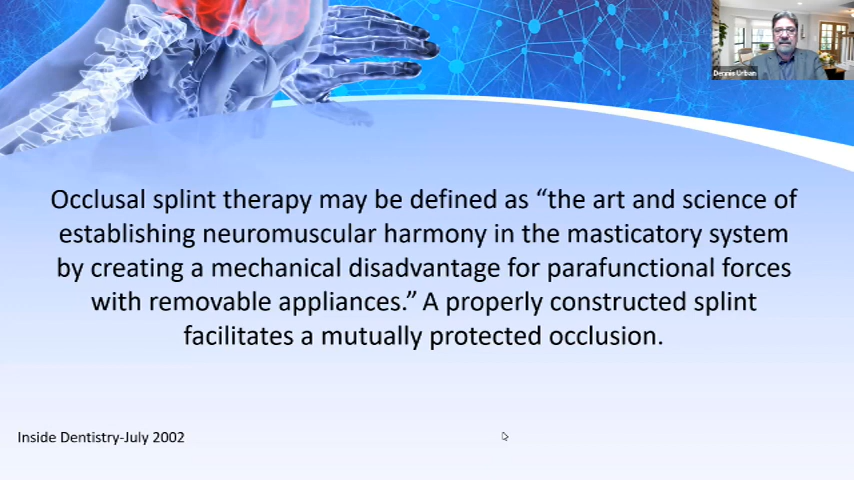 Dennis Urban
Occlusal splint therapy may be defined as “the art and science of
establishing neuromuscular harmony in the masticatory system
by creating a mechanical disadvantage for parafunctional forces
with removable appliances.” A properly constructed splint
facilitates a mutually protected occlusion.
Inside Dentistry-July 2002